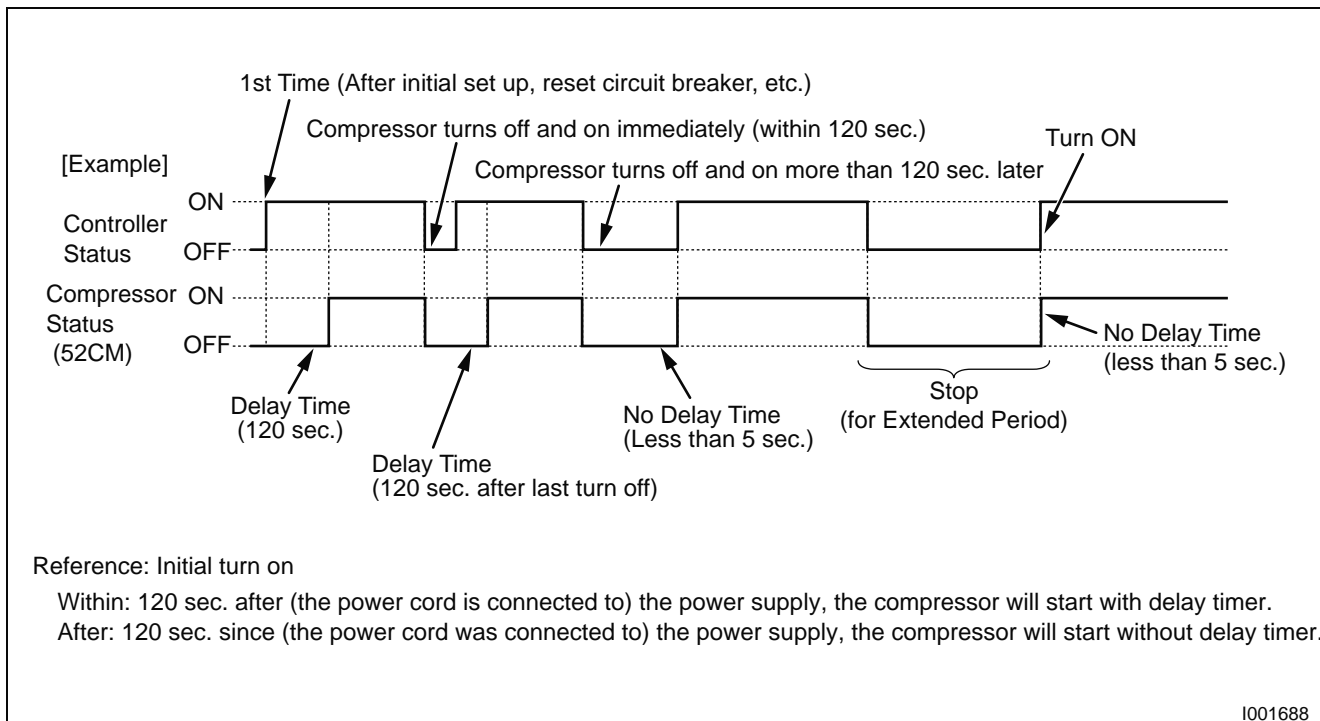 1st Time (After initial set up, reset circuit breaker, etc.)
Compressor turns off and on immediately (within 120 sec.)
Turn ON
[Example]
Compressor turns off and on more than 120 sec. later
ON
Controller
Status
OFF
Compressor
Status
(52CM)
ON
OFF
No Delay Time
(less than 5 sec.)
Delay Time
(120 sec.)
No Delay Time
(Less than 5 sec.)
Stop
(for Extended Period)
Delay Time
(120 sec. after last turn off)
Reference: Initial turn on
Within: 120 sec. after (the power cord is connected to) the power supply, the compressor will start with delay timer.
After: 120 sec. since (the power cord was connected to) the power supply, the compressor will start without delay timer.
I001688